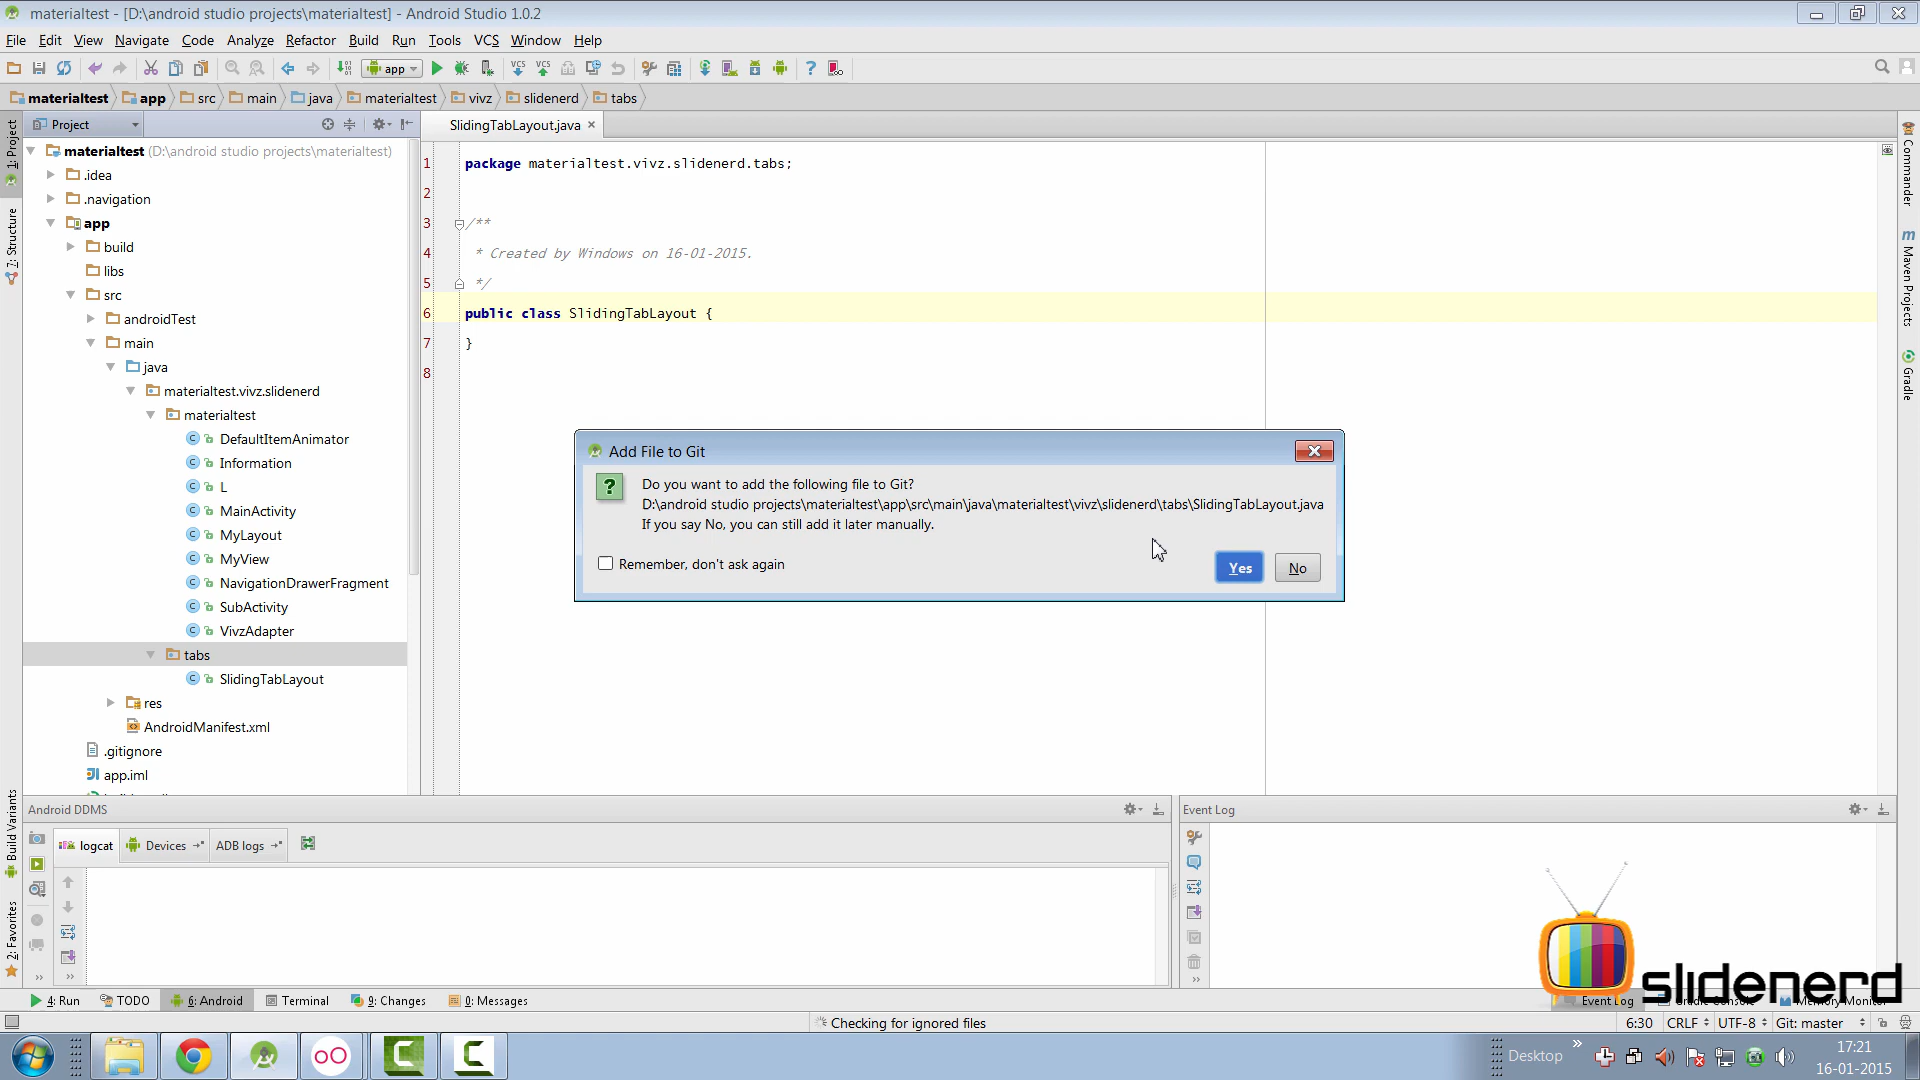 materialtest - [D:\android studio projects\materialtest] - Android Studio 1.0.2
File Edit View Navigate Code Analyze Refactor Build Run Tools VCS Window Help
app VCS VCS
materialtest app src main java materialtest vivz slidenerd tabs
1: Project
7: Structure
Build Variants
2: Favorites
Project
materialtest (D:\android studio projects\materialtest)
.idea
.navigation
app
build
libs
src
androidTest
main
java
materialtest.vivz.slidenerd
materialtest
DefaultItemAnimator
Information
L
MainActivity
MyLayout
MyView
NavigationDrawerFragment
SubActivity
VivzAdapter
tabs
SlidingTabLayout
res
AndroidManifest.xml
.gitignore
app.iml
SlidingTabLayout.java
1 package materialtest.vivz.slidenerd.tabs;
2
3 /**
4 * Created by Windows on 16-01-2015.
5 */
6 public class SlidingTabLayout {
7 }
8
Add File to Git
Do you want to add the following file to Git?
D:\android studio projects\materialtest\app\src\main\java\materialtest\vivz\slidenerd\tabs\SlidingTabLayout.java
If you say No, you can still add it later manually.
Remember, don't ask again
Yes No
Commander
Maven Projects
Gradle
Android DDMS
logcat Devices ADB logs
Event Log
slidenerd
4: Run TODO 6: Android Terminal 9: Changes 0: Messages
Event Log Gradle Console Memory Monitor
Checking for ignored files 6:30 CRLF UTF-8 Git: master
Desktop
17:21
16-01-2015